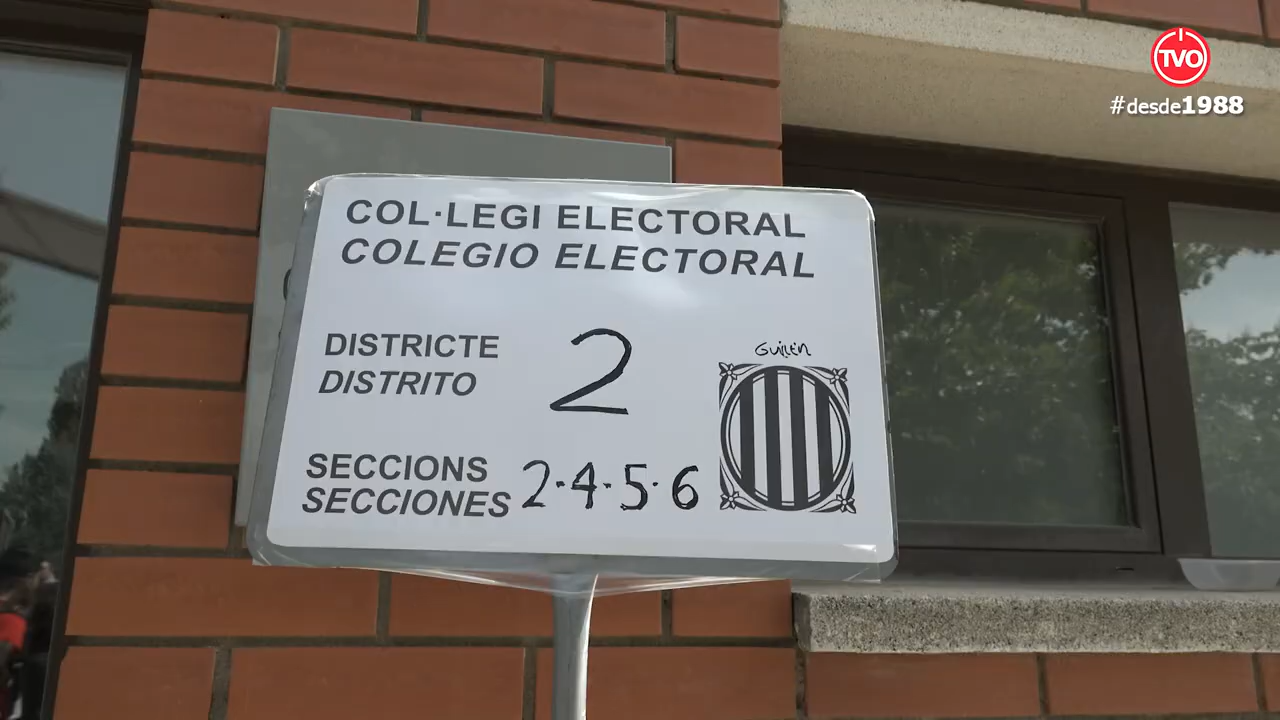 TVO
#desde1988
COL·LEGI ELECTORAL
COLEGIO ELECTORAL
DISTRICTE
DISTRITO
2
Guillén
SECCIONS
SECCIONES
2·4·5·6